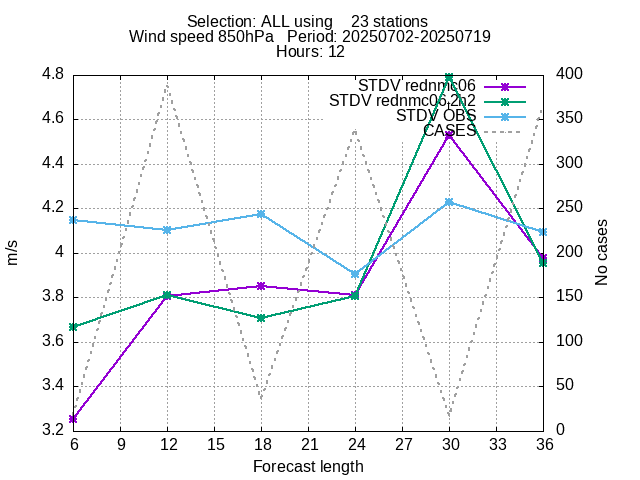 Selection: ALL using    23 stations
Wind speed 850hPa   Period: 20250702-20250719
Hours: 12
4.8
4.6
4.4
4.2
4
3.8
3.6
3.4
3.2
m/s
STDV rednmc06
STDV rednmc06,2h2
STDV OBS
CASES
400
350
300
250
200
150
100
50
0
No cases
6 9 12 15 18 21 24 27 30 33 36
Forecast length